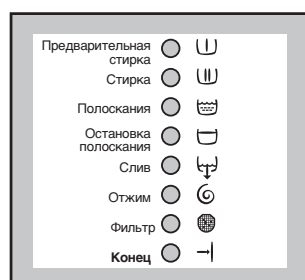 Предварительная
стирка
Стирка
Полоскания
Остановка
полоскания
Слив
Отжим
Фильтр
Конец